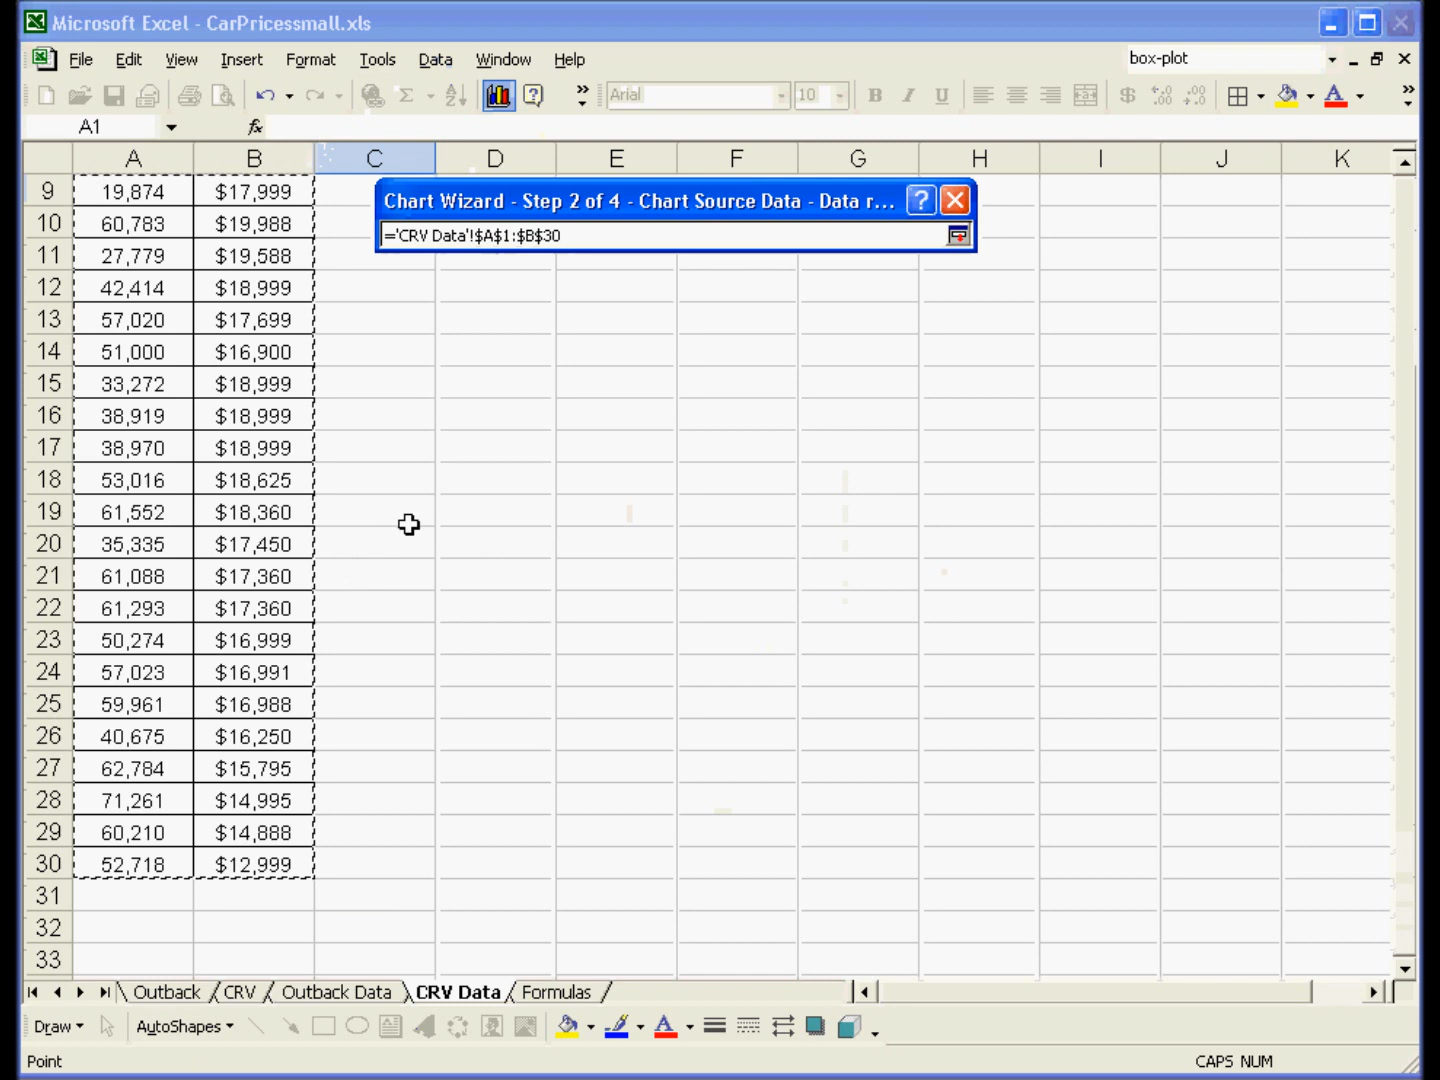 Microsoft Excel - CarPricessmall.xls
File Edit View Insert Format Tools Data Window Help box-plot
Arial 10 B I U $
A1 fx
A B C D E F G H I J K
Chart Wizard - Step 2 of 4 - Chart Source Data - Data r...
='CRV Data'!$A$1:$B$30
9 19,874 $17,999
10 60,783 $19,988
11 27,779 $19,588
12 42,414 $18,999
13 57,020 $17,699
14 51,000 $16,900
15 33,272 $18,999
16 38,919 $18,999
17 38,970 $18,999
18 53,016 $18,625
19 61,552 $18,360
20 35,335 $17,450
21 61,088 $17,360
22 61,293 $17,360
23 50,274 $16,999
24 57,023 $16,991
25 59,961 $16,988
26 40,675 $16,250
27 62,784 $15,795
28 71,261 $14,995
29 60,210 $14,888
30 52,718 $12,999
31
32
33
Outback CRV Outback Data CRV Data Formulas
Draw AutoShapes
Point CAPS NUM